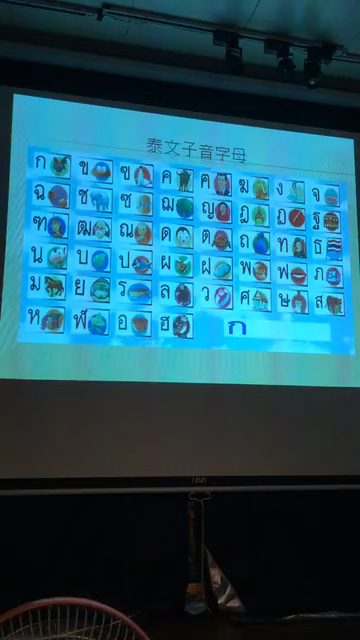 泰文子音字母
ก ข ฃ ค ฅ ฆ ง จ
ฉ ช ซ ฌ ญ ฎ ฏ ฐ
ฑ ฒ ณ ด ต ถ ท ธ
น บ ป ผ ฝ พ ฟ ภ
ม ย ร ล ว ศ ษ ส
ห ฬ อ ฮ ก